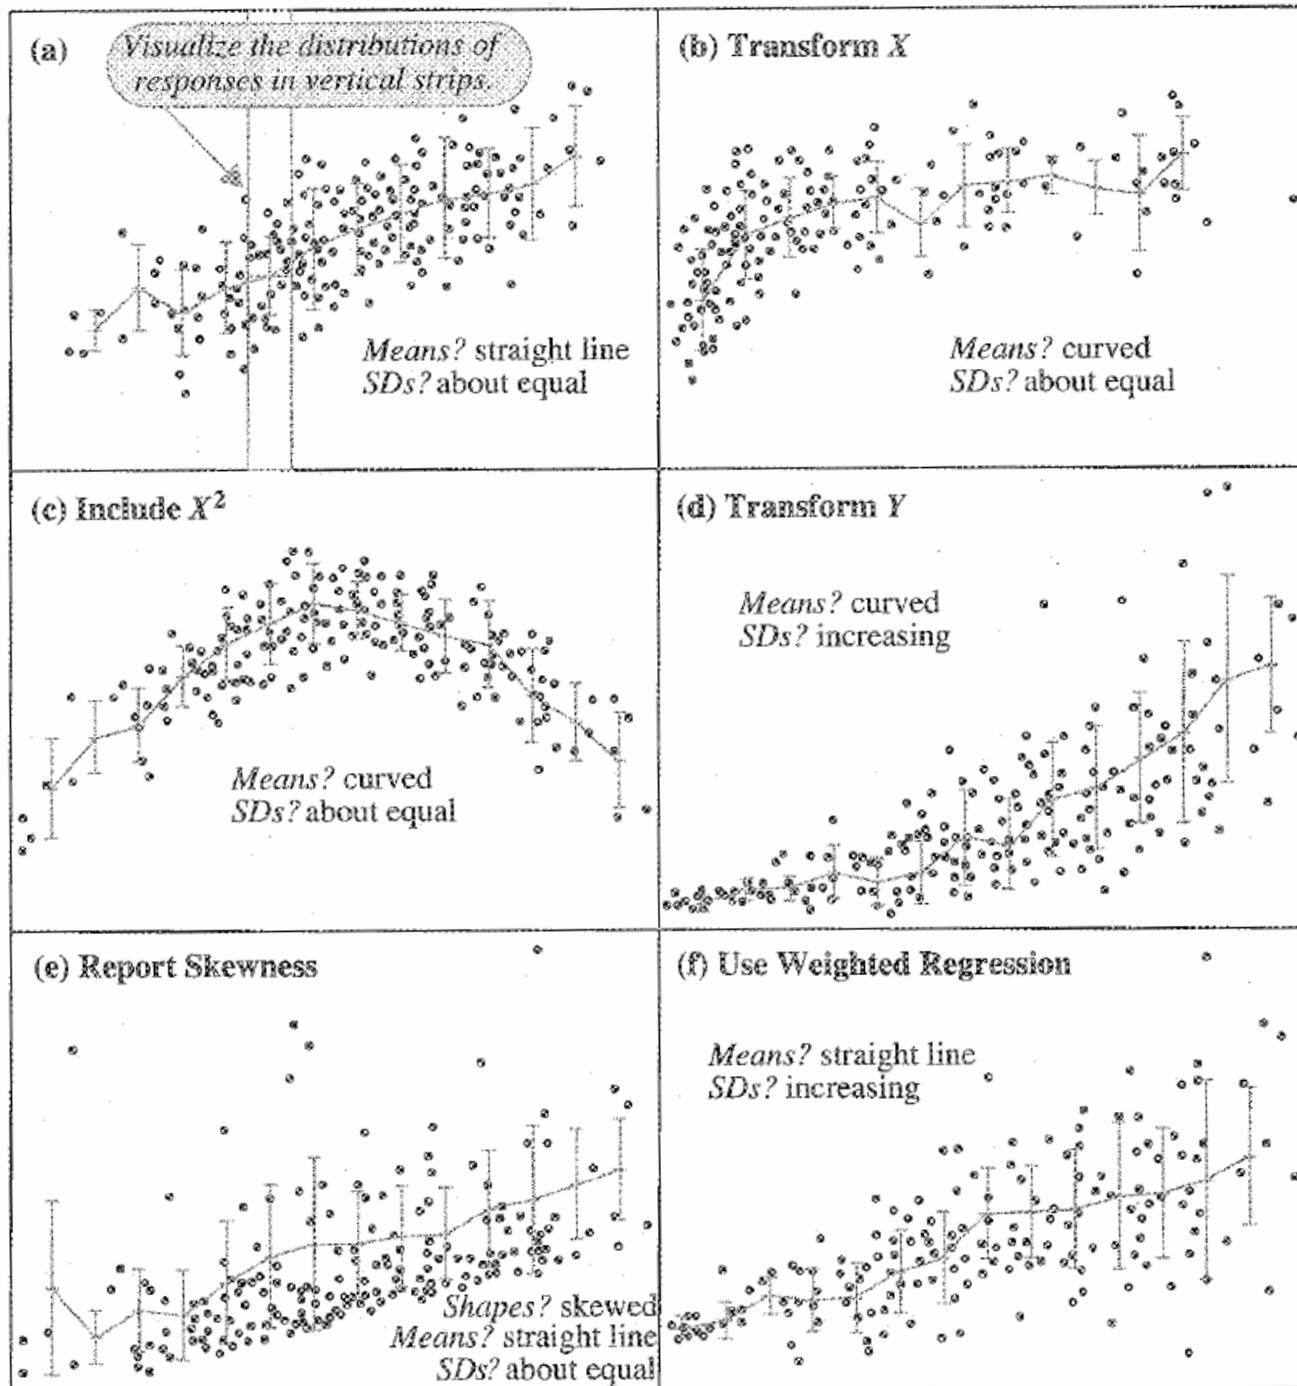 (a)
Visualize the distributions of
responses in vertical strips.
Means? straight line
SDs? about equal
(b) Transform X
Means? curved
SDs? about equal
(c) Include X²
Means? curved
SDs? about equal
(d) Transform Y
Means? curved
SDs? increasing
(e) Report Skewness
Shapes? skewed
Means? straight line
SDs? about equal
(f) Use Weighted Regression
Means? straight line
SDs? increasing